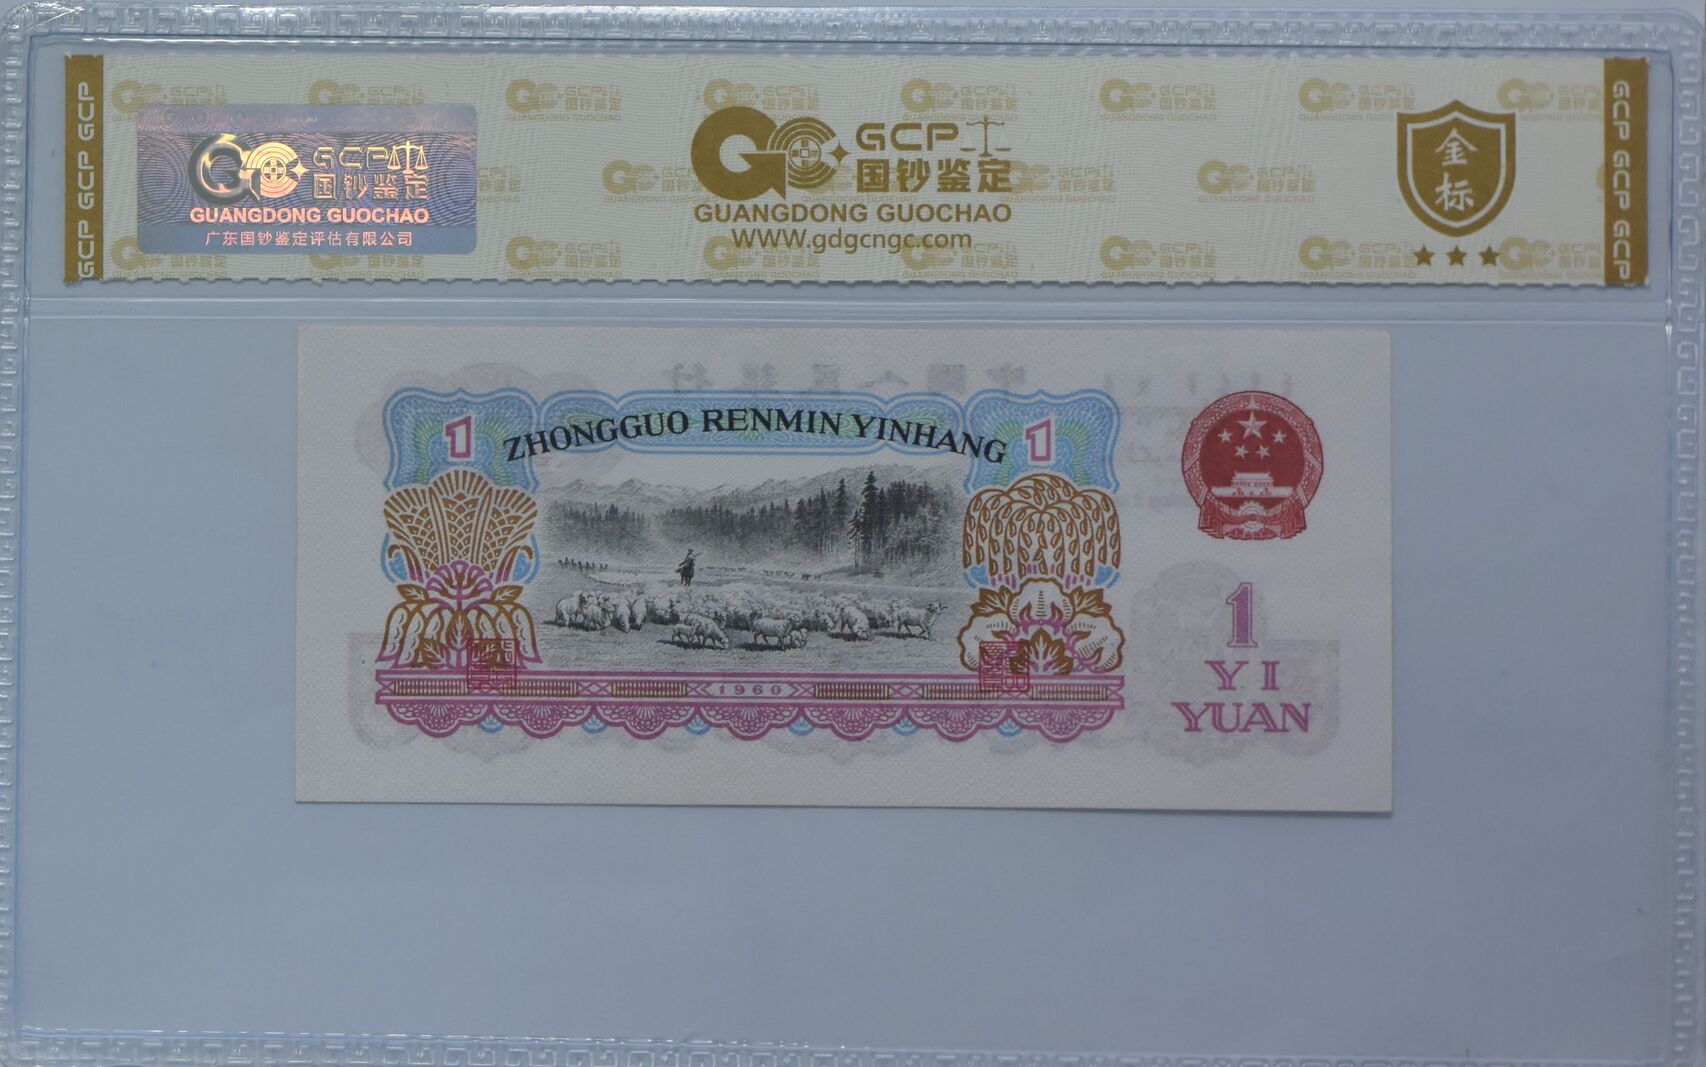 GCP GCP GCP
GCP
国钞鉴定
GUANGDONG GUOCHAO
广东国钞鉴定评估有限公司
GCP
国钞鉴定
GUANGDONG GUOCHAO
WWW.gdgcngc.com
金
标
GCP GCP GCP
ZHONGGUO RENMIN YINHANG
1
1
1960
1
YI
YUAN